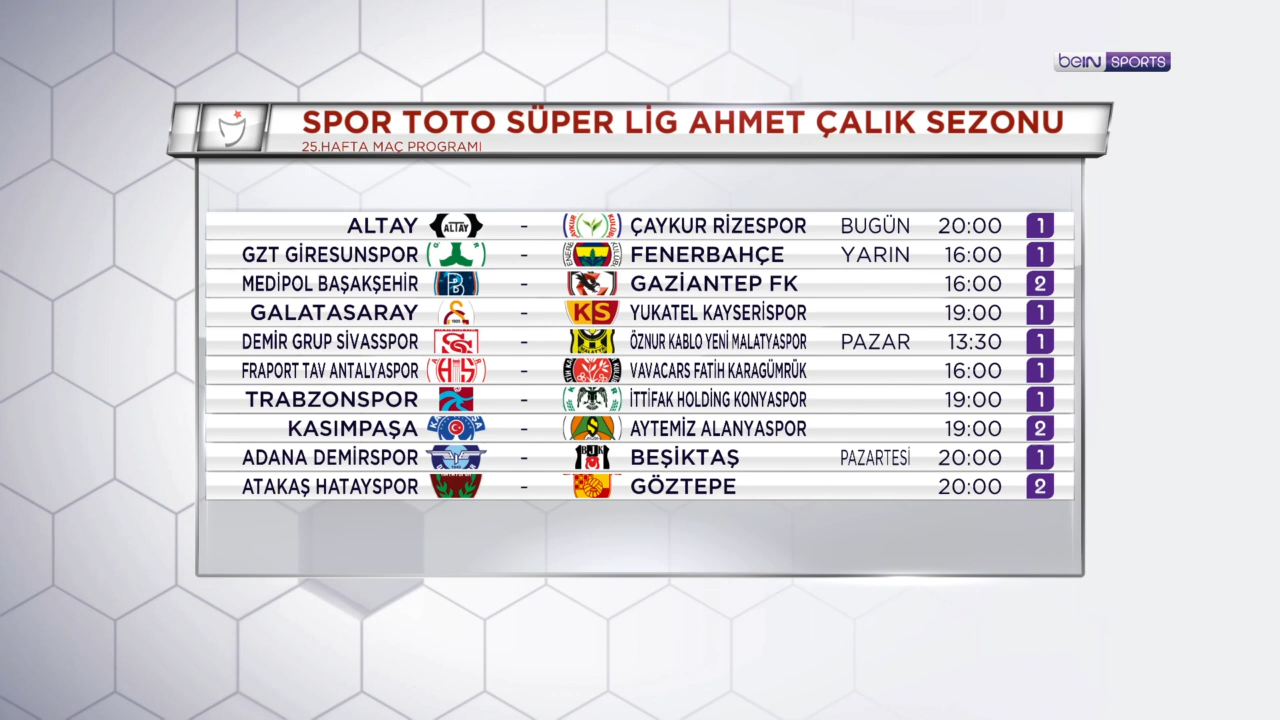 beIN SPORTS
SPOR TOTO SÜPER LİG AHMET ÇALIK SEZONU
25.HAFTA MAÇ PROGRAMI
ALTAY ALTAY - ÇAYKUR RİZESPOR BUGÜN 20:00 1
GZT GİRESUNSPOR - FENERBAHÇE YARIN 16:00 1
MEDİPOL BAŞAKŞEHİR B - GAZİANTEP FK 16:00 2
GALATASARAY 1905 - KS YUKATEL KAYSERİSPOR 19:00 1
DEMİR GRUP SİVASSPOR - ÖZNUR KABLO YENİ MALATYASPOR PAZAR 13:30 1
FRAPORT TAV ANTALYASPOR - VAVACARS FATİH KARAGÜMRÜK 16:00 1
TRABZONSPOR - İTTİFAK HOLDİNG KONYASPOR 19:00 1
KASIMPAŞA - AYTEMİZ ALANYASPOR 19:00 2
ADANA DEMİRSPOR - BJK BEŞİKTAŞ PAZARTESİ 20:00 1
ATAKAŞ HATAYSPOR - GÖZTEPE 20:00 2